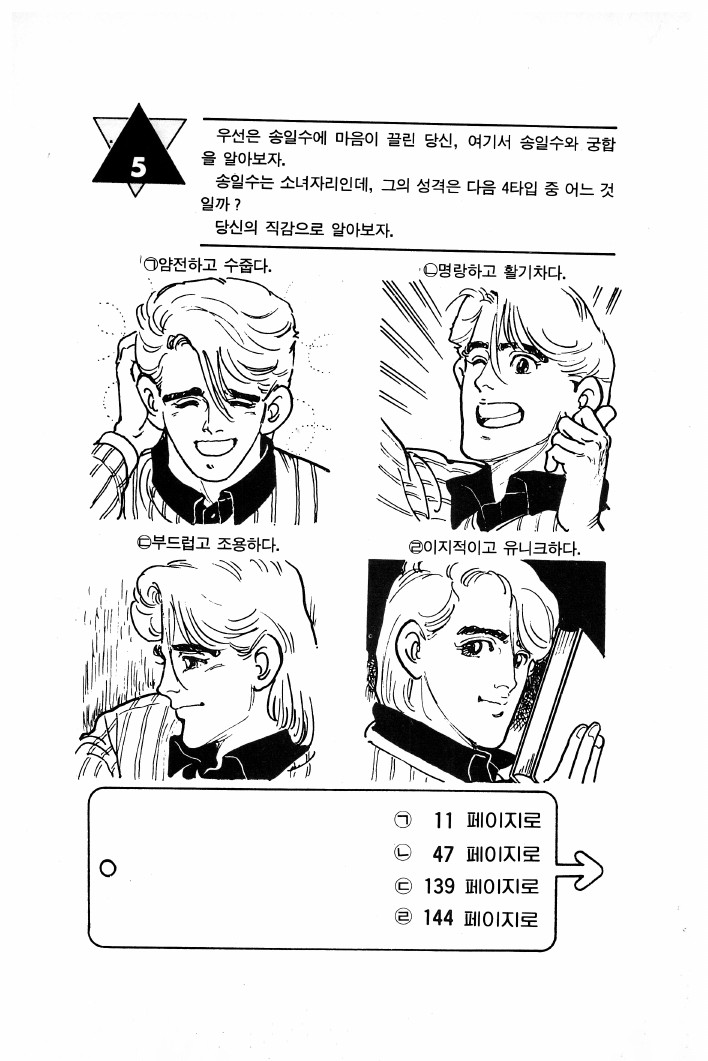 5
우선은 송일수에 마음이 끌린 당신, 여기서 송일수와 궁합
을 알아보자.
송일수는 소녀자리인데, 그의 성격은 다음 4타입 중 어느 것
일까?
당신의 직감으로 알아보자.
㉠얌전하고 수줍다.
㉡명랑하고 활기차다.
㉢부드럽고 조용하다.
㉣이지적이고 유니크하다.
㉠ 11 페이지로
㉡ 47 페이지로
㉢ 139 페이지로
㉣ 144 페이지로